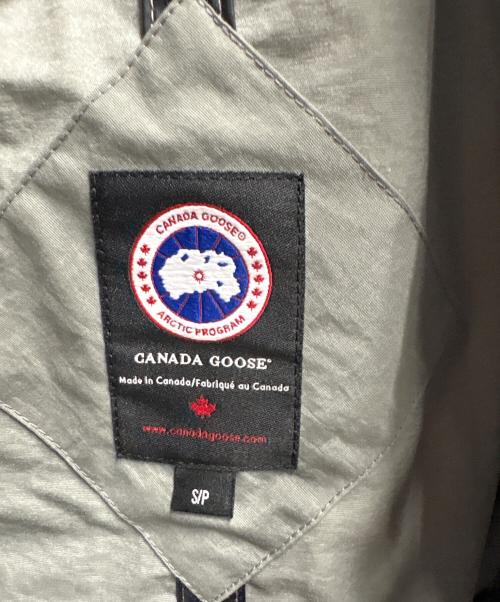 CANADA GOOSE®
ARCTIC PROGRAM
CANADA GOOSE®
Made in Canada/Fabriqué au Canada
www.canadagoose.com
S/P